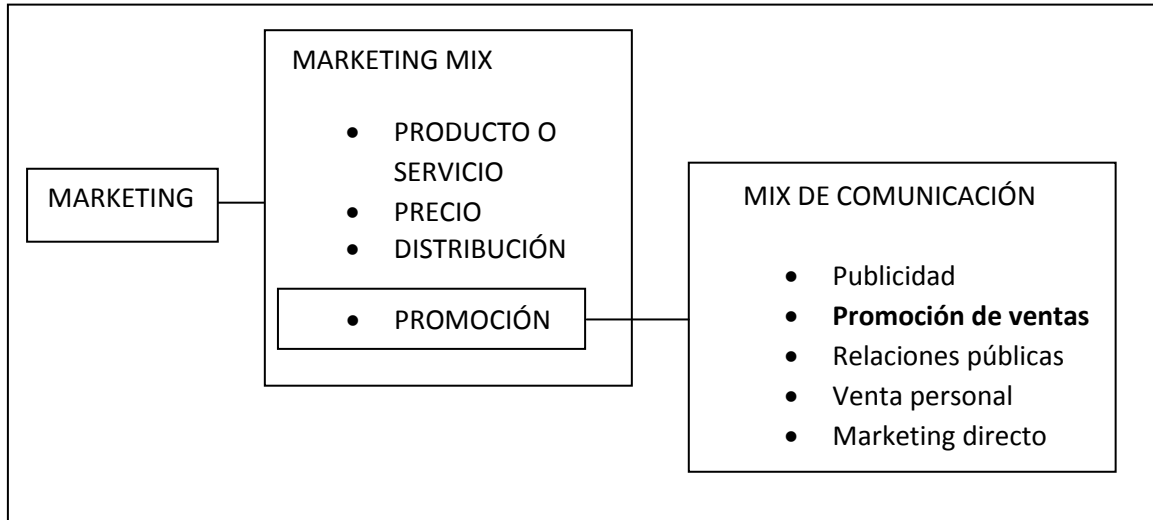 MARKETING
MARKETING MIX
• PRODUCTO O
SERVICIO
• PRECIO
• DISTRIBUCIÓN
• PROMOCIÓN
MIX DE COMUNICACIÓN
• Publicidad
• Promoción de ventas
• Relaciones públicas
• Venta personal
• Marketing directo